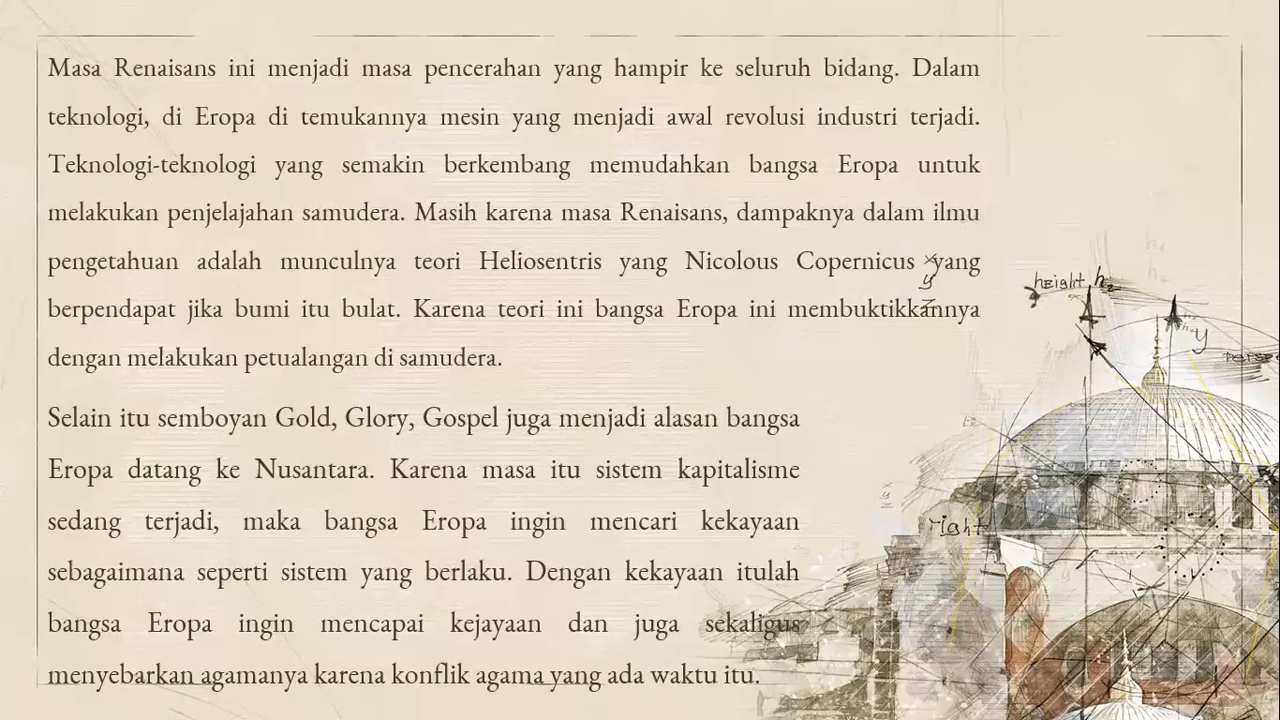 Masa Renaisans ini menjadi masa pencerahan yang hampir ke seluruh bidang. Dalam
teknologi, di Eropa di temukannya mesin yang menjadi awal revolusi industri terjadi.
Teknologi-teknologi yang semakin berkembang memudahkan bangsa Eropa untuk
melakukan penjelajahan samudera. Masih karena masa Renaisans, dampaknya dalam ilmu
pengetahuan adalah munculnya teori Heliosentris yang Nicolous Copernicus yang
berpendapat jika bumi itu bulat. Karena teori ini bangsa Eropa ini membuktikkannya
dengan melakukan petualangan di samudera.
Selain itu semboyan Gold, Glory, Gospel juga menjadi alasan bangsa
Eropa datang ke Nusantara. Karena masa itu sistem kapitalisme
sedang terjadi, maka bangsa Eropa ingin mencari kekayaan
sebagaimana seperti sistem yang berlaku. Dengan kekayaan itulah
bangsa Eropa ingin mencapai kejayaan dan juga sekaligus
menyebarkan agamanya karena konflik agama yang ada waktu itu.
x
y
z
height h₂
y
right